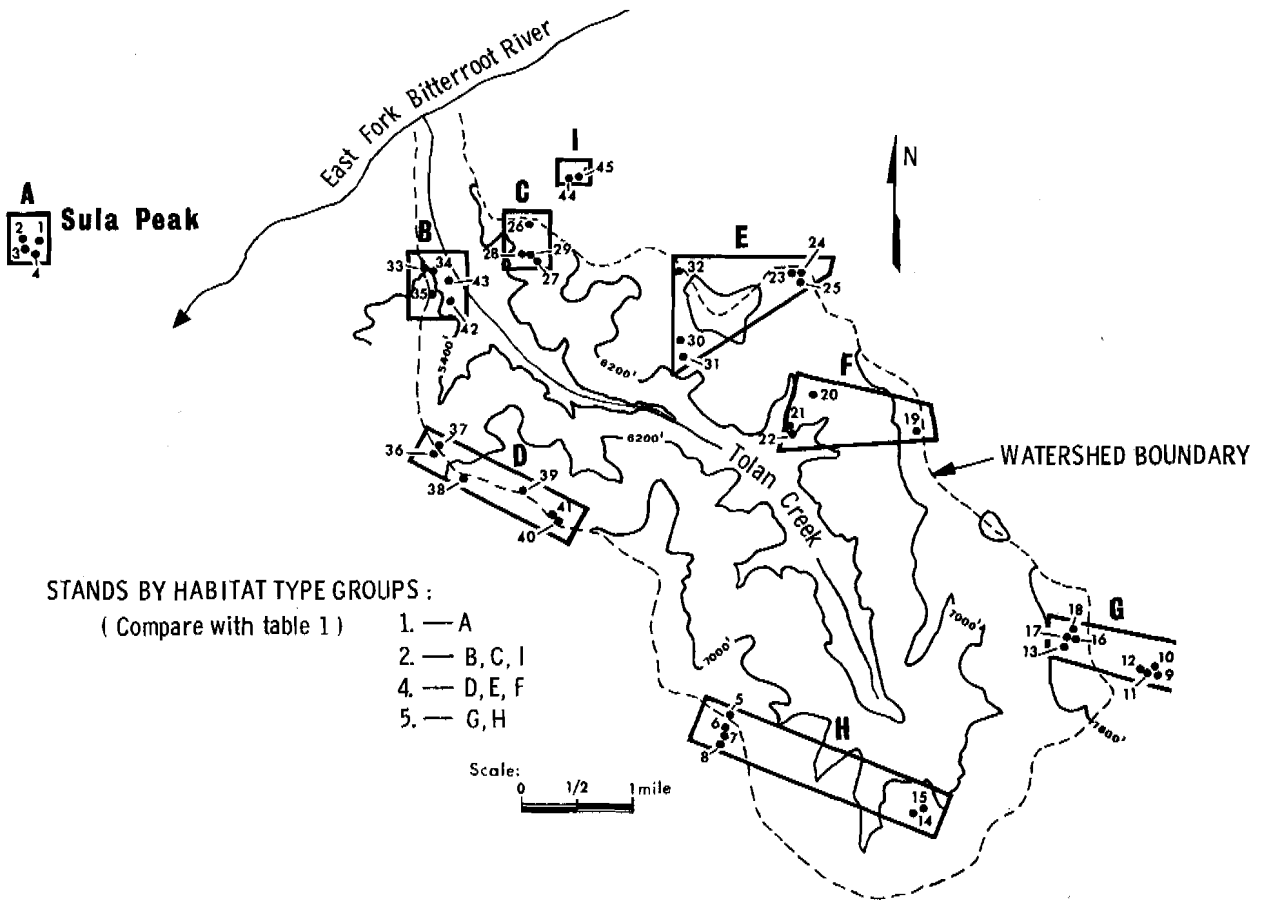 East Fork Bitterroot River
N
I
45
44
A
Sula Peak
2 1
3
4
C
26
28 29
27
B
33 34
43
35
42
E
32
24
23
25
30
31
5400'
6200'
F
20
21
19
22
6200'
Tolan Creek
WATERSHED BOUNDARY
37
36
D
39
38
41
40
STANDS BY HABITAT TYPE GROUPS :
( Compare with table 1 )
1. — A
2. — B, C, I
4. — D, E, F
5. — G, H
7000'
7000'
G
18
17 16
13
10
12
9
11
7800'
5
6
7
8
H
15
14
Scale:
0 1/2 1 mile